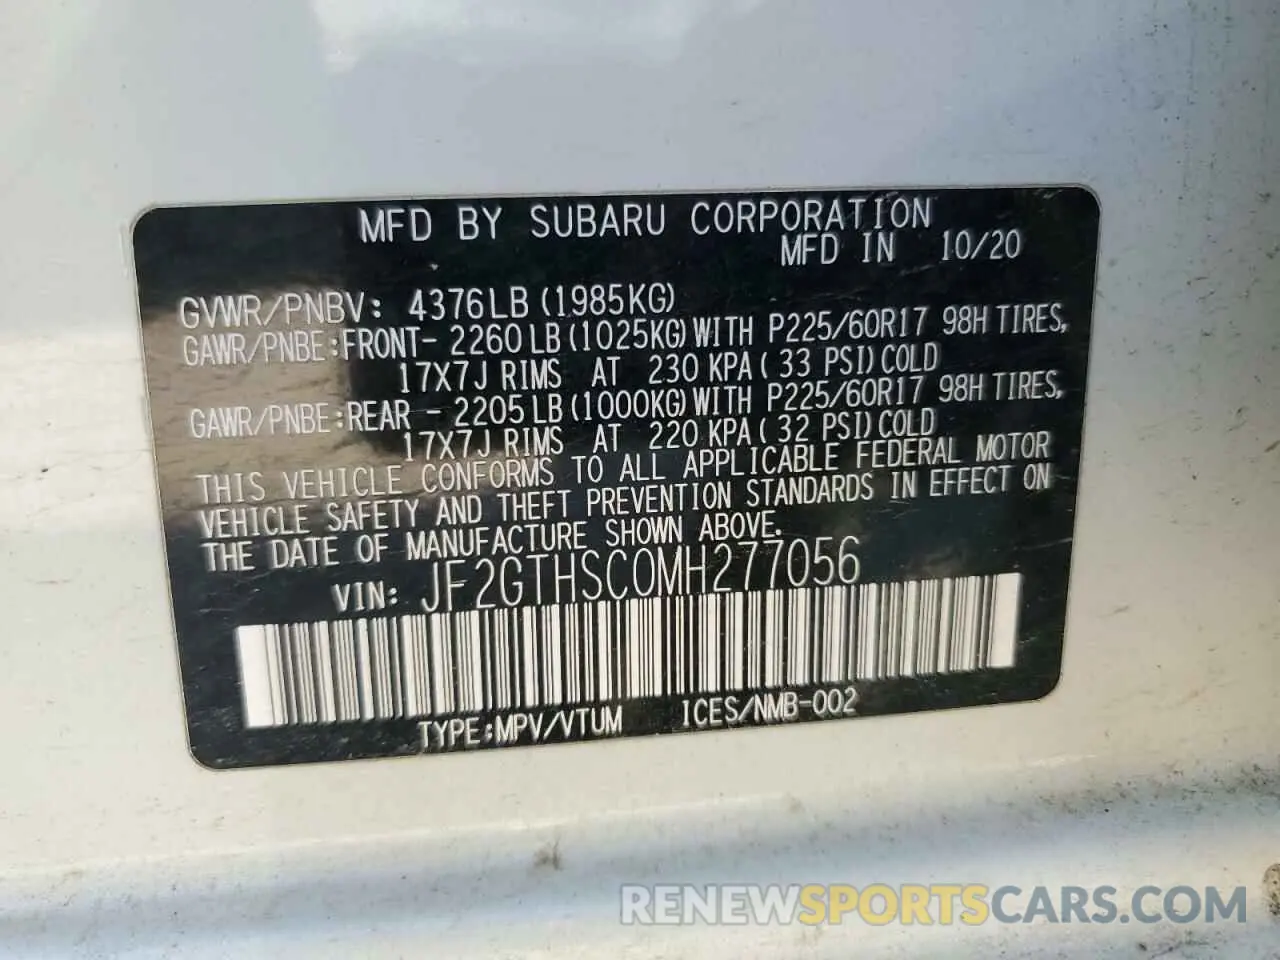 MFD BY SUBARU CORPORATION
MFD IN 10/20
GVWR/PNBV: 4376LB (1985KG)
GAWR/PNBE:FRONT- 2260LB (1025KG) WITH P225/60R17 98H TIRES,
17X7J RIMS AT 230 KPA ( 33 PSI) COLD
GAWR/PNBE:REAR - 2205LB (1000KG) WITH P225/60R17 98H TIRES,
17X7J RIMS AT 220 KPA ( 32 PSI) COLD
THIS VEHICLE CONFORMS TO ALL APPLICABLE FEDERAL MOTOR
VEHICLE SAFETY AND THEFT PREVENTION STANDARDS IN EFFECT ON
THE DATE OF MANUFACTURE SHOWN ABOVE.
VIN: JF2GTHSC0MH277056
TYPE:MPV/VTUM ICES/NMB-002
RENEWSPORTSCARS.COM